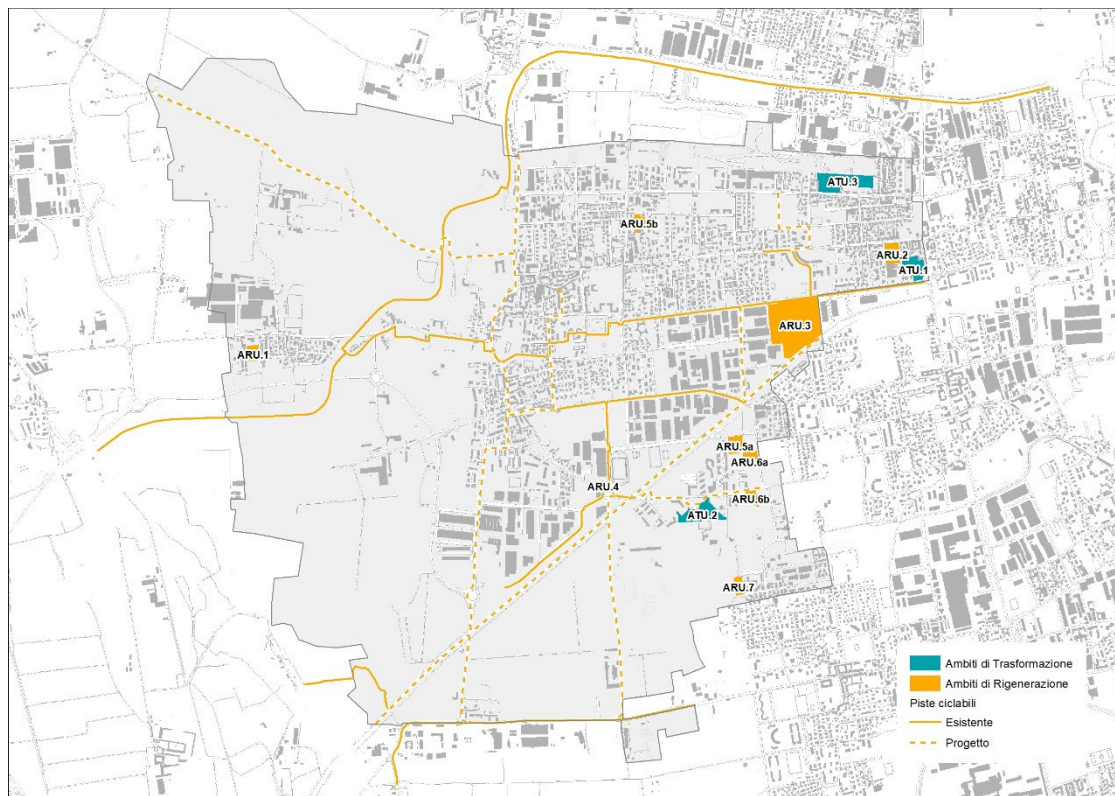 ATU.3
ARU.5b
ARU.2
ATU.1
ARU.3
ARU.1
ARU.5a
ARU.6a
ARU.4
ARU.6b
ATU.2
ARU.7
Ambiti di Trasformazione
Ambiti di Rigenerazione
Piste ciclabili
Esistente
Progetto